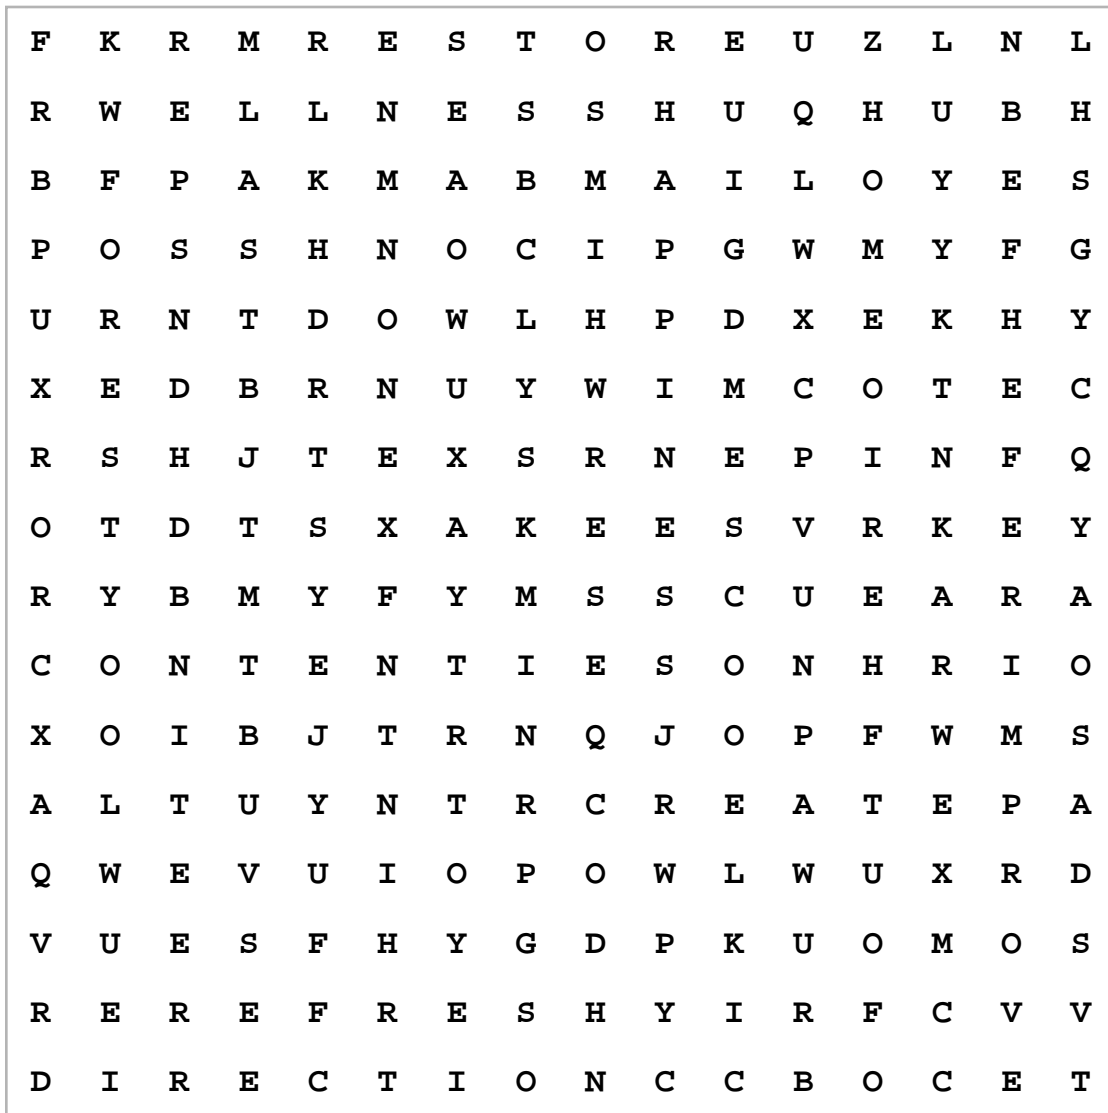 F K R M R E S T O R E U Z L N L
R W E L L N E S S H U Q H U B H
B F P A K M A B M A I L O Y E S
P O S S H N O C I P G W M Y F G
U R N T D O W L H P D X E K H Y
X E D B R N U Y W I M C O T E C
R S H J T E X S R N E P I N F Q
O T D T S X A K E E S V R K E Y
R Y B M Y F Y M S S C U E A R A
C O N T E N T I E S O N H R I O
X O I B J T R N Q J O P F W M S
A L T U Y N T R C R E A T E P A
Q W E V U I O P O W L W U X R D
V U E S F H Y G D P K U O M O S
R E R E F R E S H Y I R F C V V
D I R E C T I O N C C B O C E T